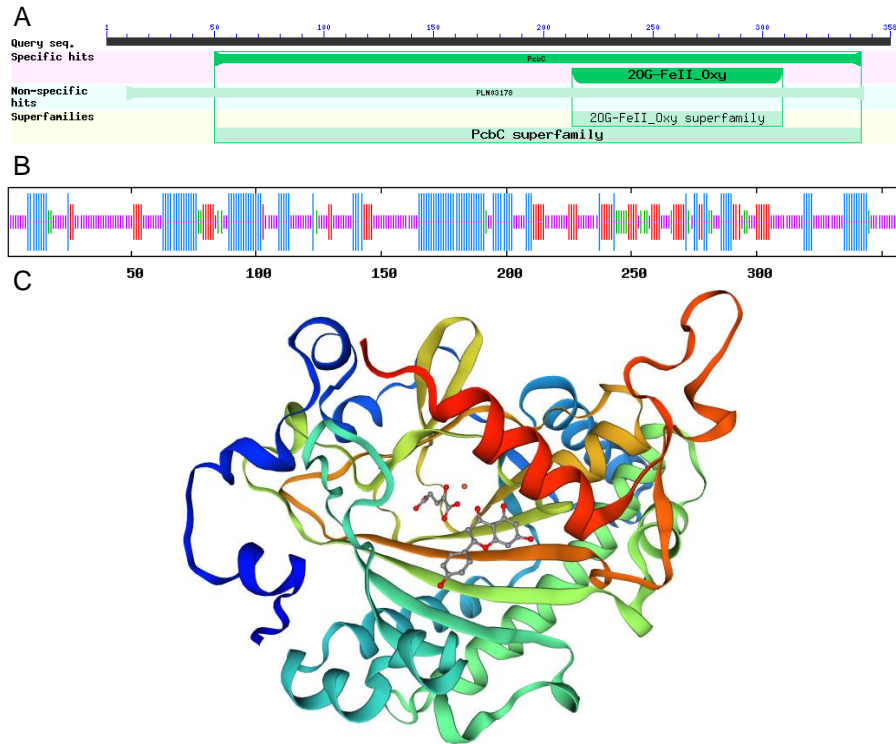 A
1 50 100 150 200 250 300 350
Query seq.
Specific hits
PcbC
2OG-FeII_Oxy
Non-specific
hits
PLN03178
Superfamilies
2OG-FeII_Oxy superfamily
PcbC superfamily
B
50 100 150 200 250 300
C